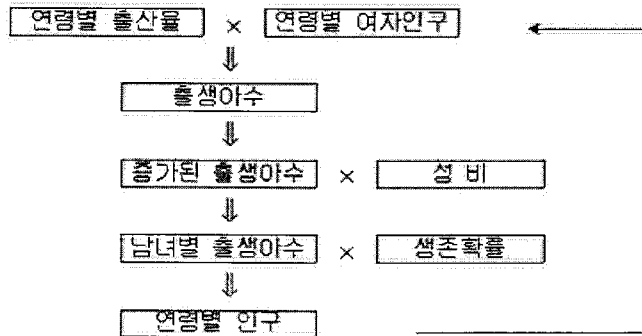 연령별 출산율 × 연령별 여자인구
출생아수
증가된 출생아수 × 성 비
남녀별 출생아수 × 생존확률
연령별 인구